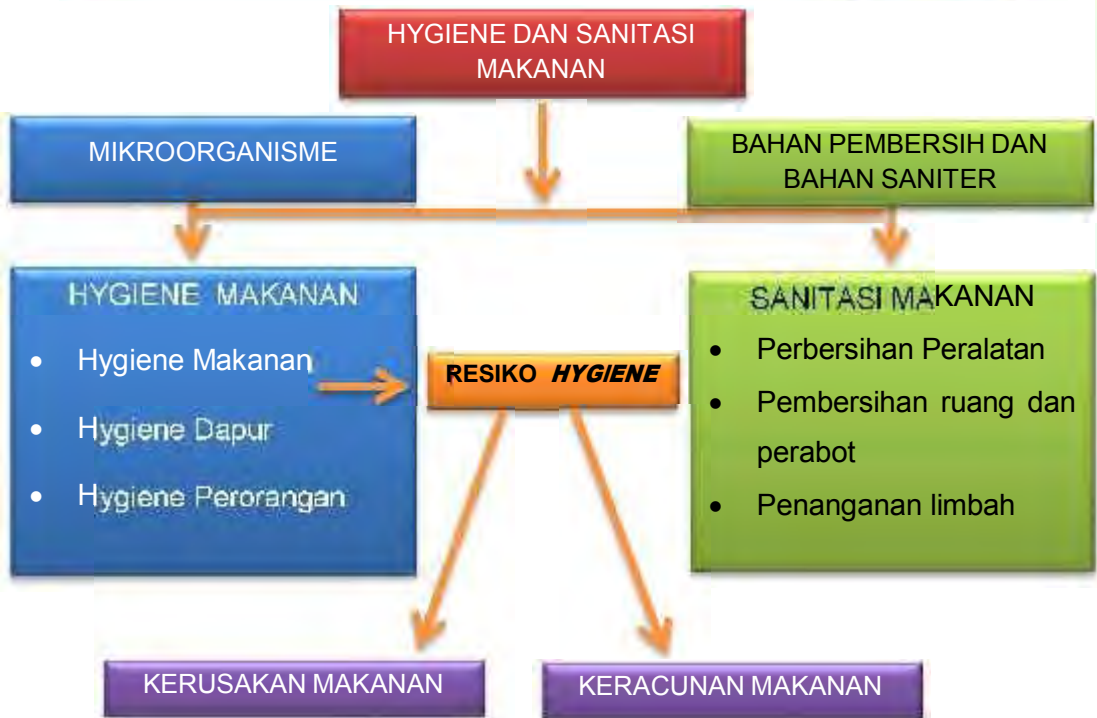 HYGIENE DAN SANITASI
MAKANAN
MIKROORGANISME
BAHAN PEMBERSIH DAN
BAHAN SANITER
HYGIENE MAKANAN
• Hygiene Makanan
• Hygiene Dapur
• Hygiene Perorangan
RESIKO HYGIENE
SANITASI MAKANAN
• Perbersihan Peralatan
• Pembersihan ruang dan
perabot
• Penanganan limbah
KERUSAKAN MAKANAN
KERACUNAN MAKANAN